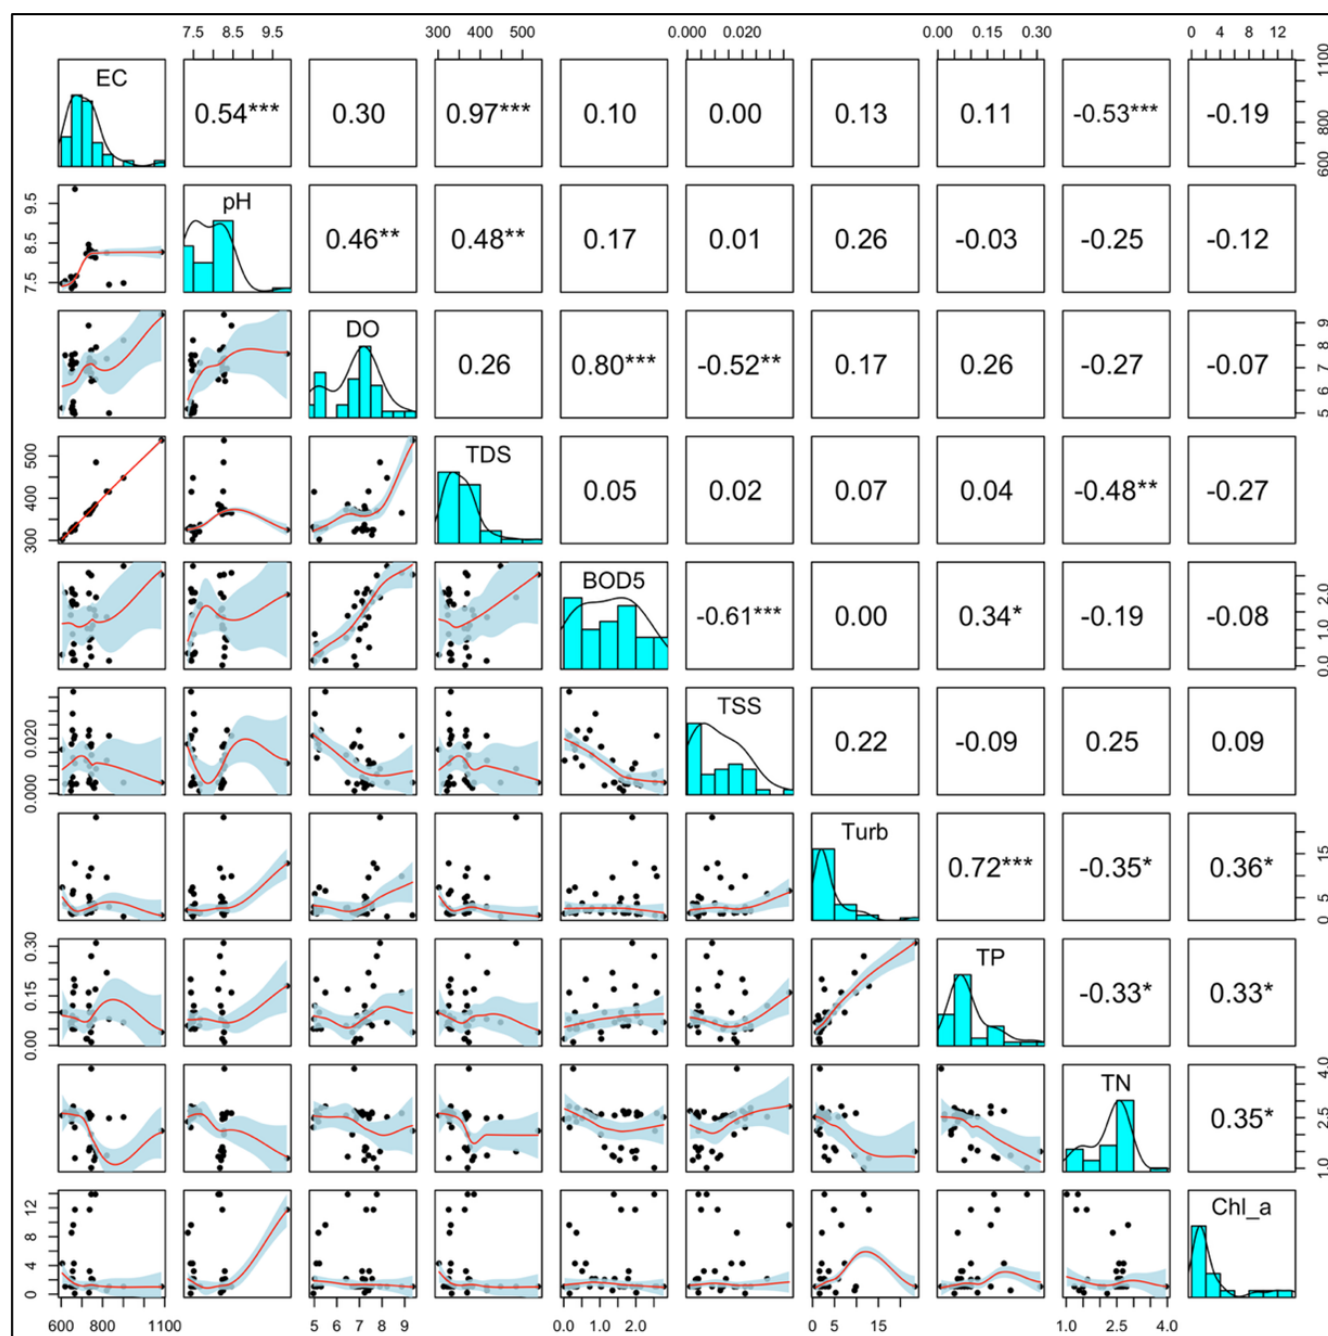 7.5 8.5 9.5 300 400 500 0.000 0.020 0.00 0.15 0.30 0 4 8 12
EC 0.54*** 0.30 0.97*** 0.10 0.00 0.13 0.11 -0.53*** -0.19 600 800 1100
7.5 8.5 9.5 pH 0.46** 0.48** 0.17 0.01 0.26 -0.03 -0.25 -0.12
DO 0.26 0.80*** -0.52** 0.17 0.26 -0.27 -0.07 5 6 7 8 9
300 400 500 TDS 0.05 0.02 0.07 0.04 -0.48** -0.27
BOD5 -0.61*** 0.00 0.34* -0.19 -0.08 0.0 1.0 2.0
0.000 0.020 TSS 0.22 -0.09 0.25 0.09
Turb 0.72*** -0.35* 0.36* 0 5 15
0.00 0.15 0.30 TP -0.33* 0.33*
TN 0.35* 1.0 2.5 4.0
0 4 8 12 Chl_a
600 800 1100 5 6 7 8 9 0.0 1.0 2.0 0 5 15 1.0 2.5 4.0